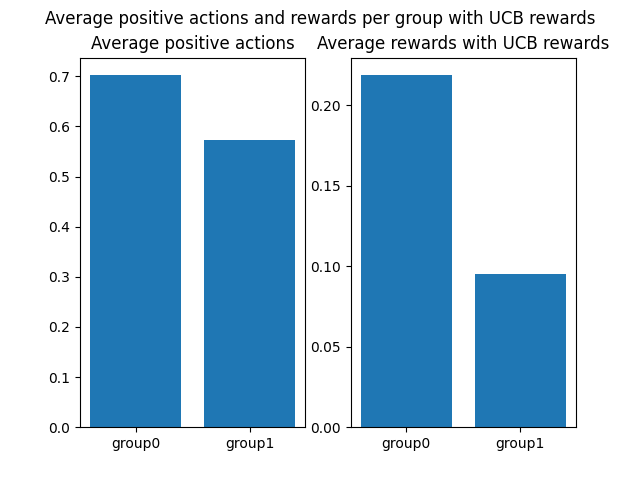 Average positive actions and rewards per group with UCB rewards
Average positive actions
0.7
0.6
0.5
0.4
0.3
0.2
0.1
0.0
group0
group1
Average rewards with UCB rewards
0.20
0.15
0.10
0.05
0.00
group0
group1